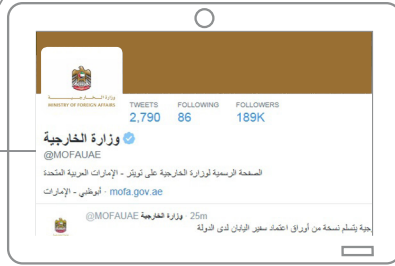 وزارة الخارجية
MINISTRY OF FOREIGN AFFAIRS
TWEETS FOLLOWING FOLLOWERS
2,790 86 189K
وزارة الخارجية
@MOFAUAE
الصفحة الرسمية لوزارة الخارجية على تويتر - الإمارات العربية المتحدة
أبوظبي - الإمارات · mofa.gov.ae
وزارة الخارجية @MOFAUAE · 25m
جية يتسلم نسخة من أوراق اعتماد سفير اليابان لدى الدولة